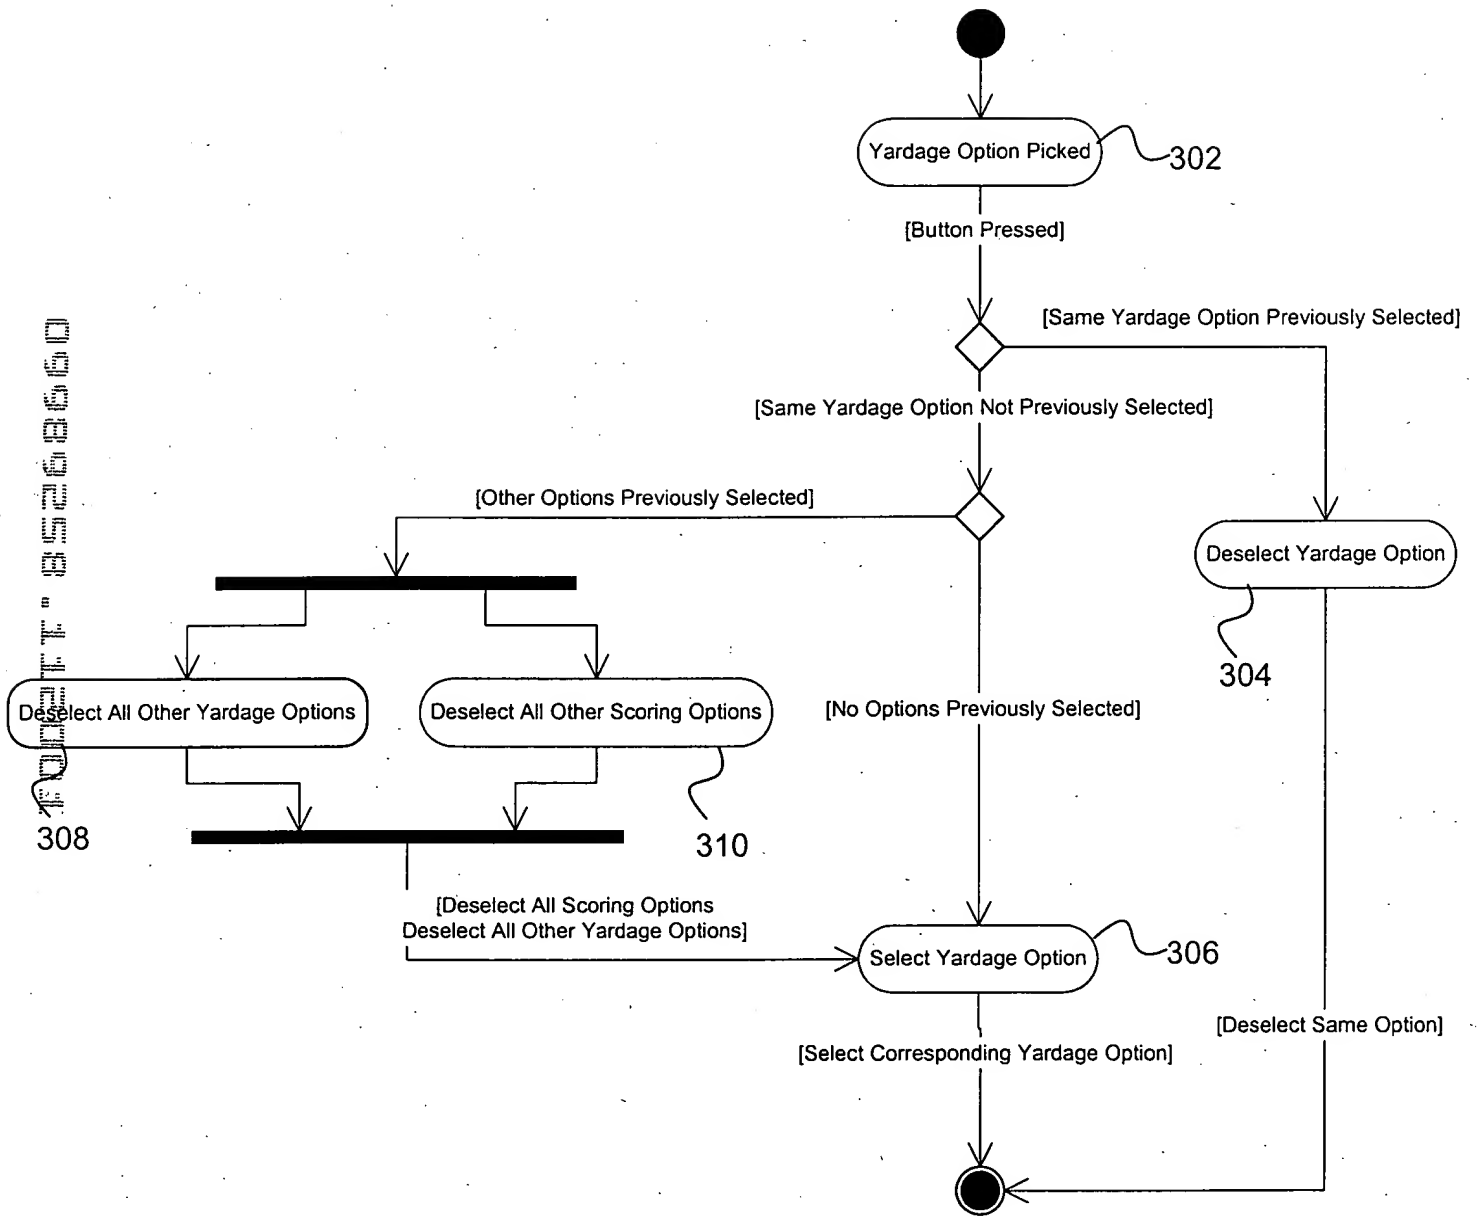 Yardage Option Picked
302
[Button Pressed]
[Same Yardage Option Previously Selected]
[Same Yardage Option Not Previously Selected]
[Other Options Previously Selected]
Deselect Yardage Option
304
Deselect All Other Yardage Options
Deselect All Other Scoring Options
[No Options Previously Selected]
308
310
[Deselect All Scoring Options
Deselect All Other Yardage Options]
Select Yardage Option
306
[Deselect Same Option]
[Select Corresponding Yardage Option]